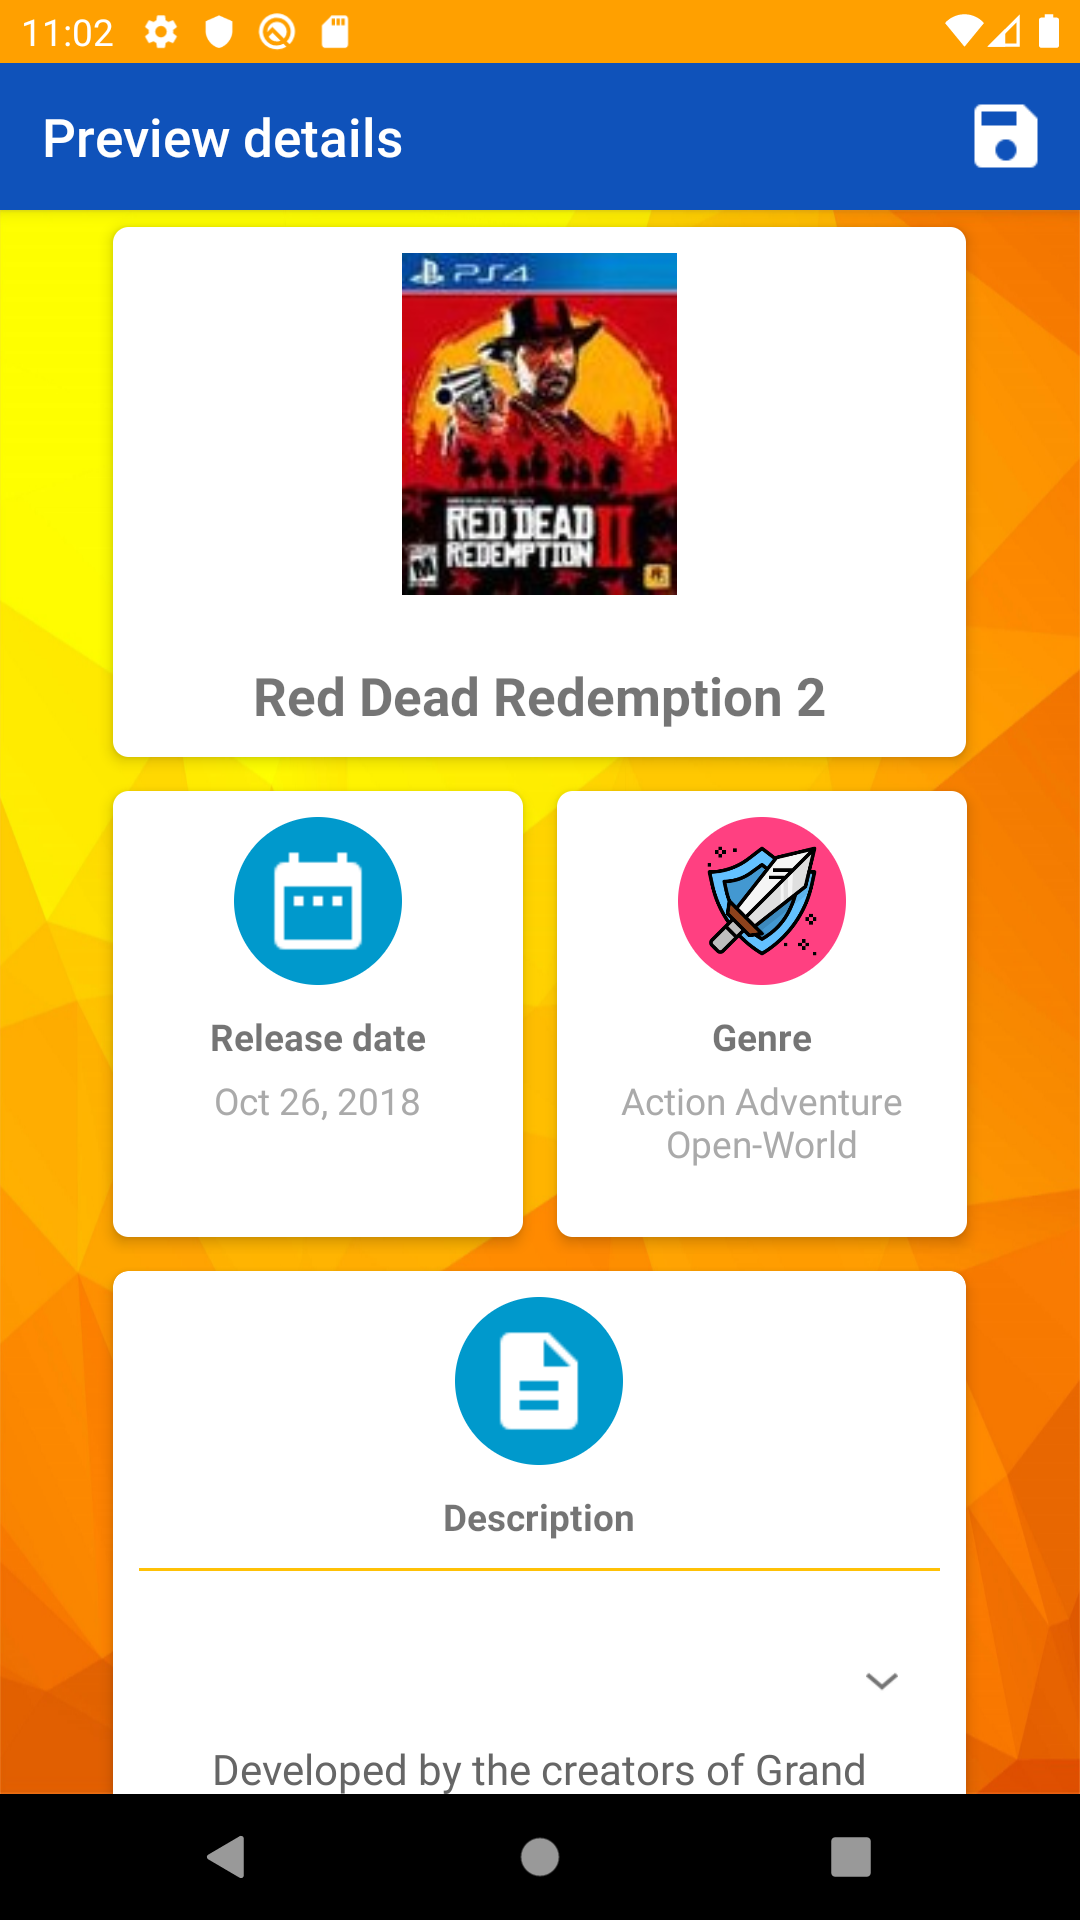 11:02
Preview details
PS4
RED DEAD
REDEMPTION II
M
Red Dead Redemption 2
Release date
Oct 26, 2018
Genre
Action Adventure
Open-World
Description
Developed by the creators of Grand